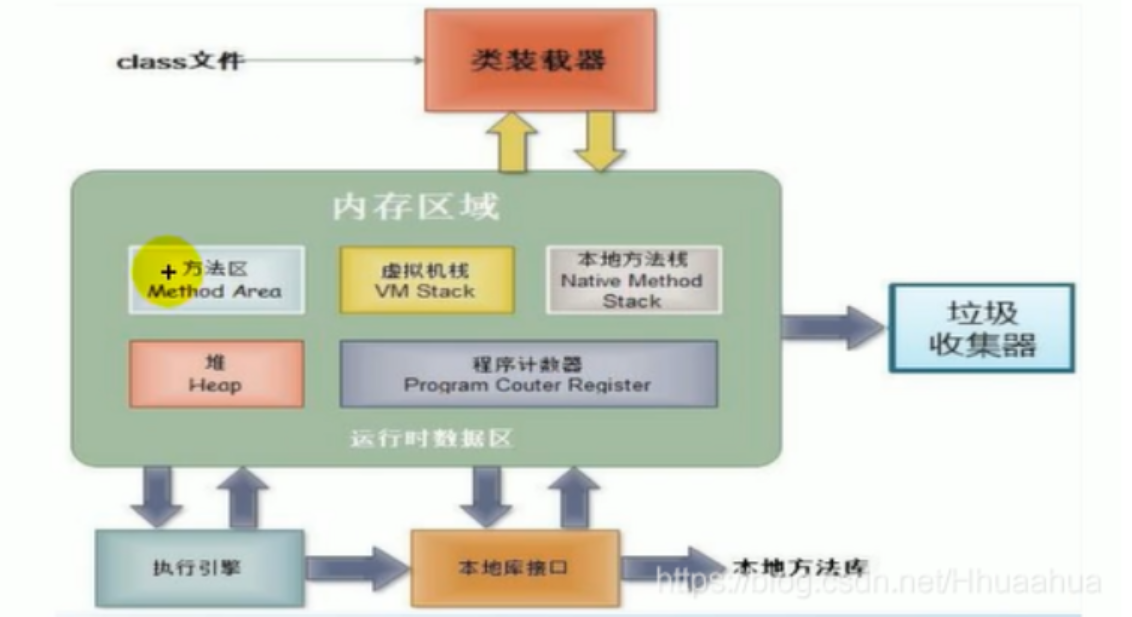 class文件
类装载器
内存区域
方法区
Method Area
虚拟机栈
VM Stack
本地方法栈
Native Method
Stack
堆
Heap
程序计数器
Program Couter Register
运行时数据区
垃圾
收集器
执行引擎
本地库接口
本地方法库
https://blog.csdn.net/Hhuaahua